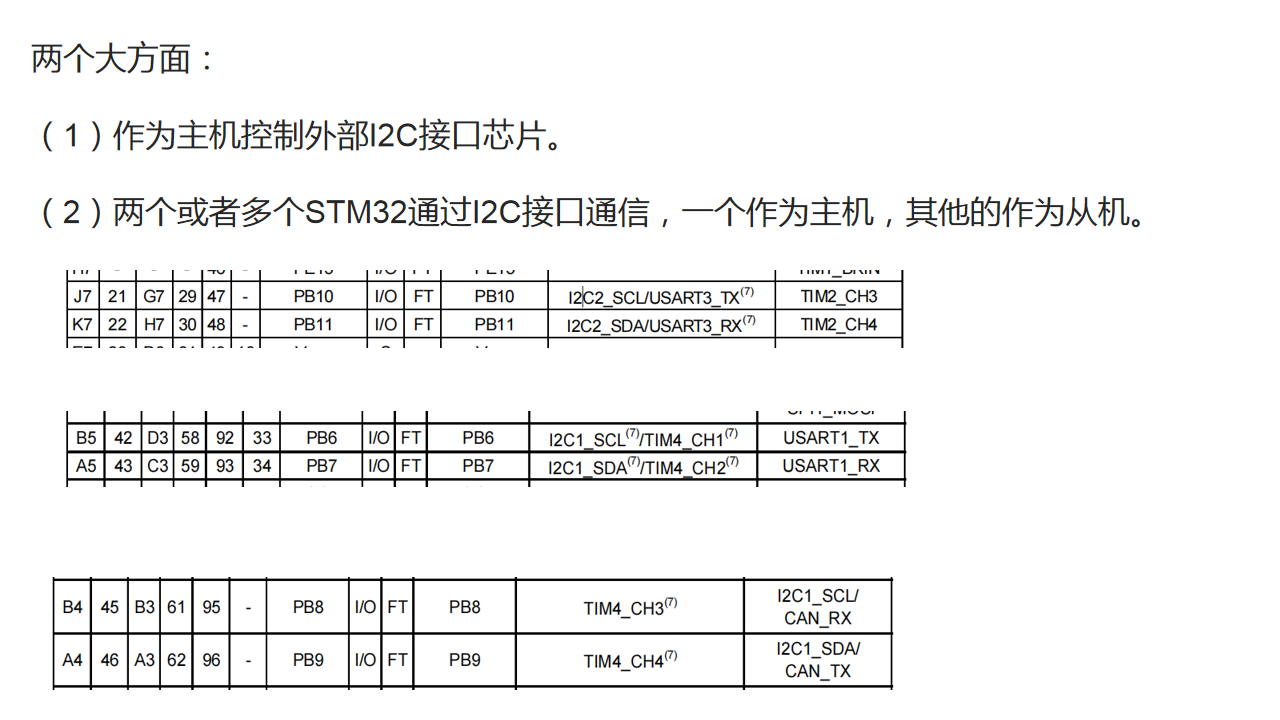 两个大方面：
（1）作为主机控制外部I2C接口芯片。
（2）两个或者多个STM32通过I2C接口通信，一个作为主机，其他的作为从机。
J7 21 G7 29 47 - PB10 I/O FT PB10 I2C2_SCL/USART3_TX(7) TIM2_CH3
K7 22 H7 30 48 - PB11 I/O FT PB11 I2C2_SDA/USART3_RX(7) TIM2_CH4
B5 42 D3 58 92 33 PB6 I/O FT PB6 I2C1_SCL(7)/TIM4_CH1(7) USART1_TX
A5 43 C3 59 93 34 PB7 I/O FT PB7 I2C1_SDA(7)/TIM4_CH2(7) USART1_RX
B4 45 B3 61 95 - PB8 I/O FT PB8 TIM4_CH3(7) I2C1_SCL/
CAN_RX
A4 46 A3 62 96 - PB9 I/O FT PB9 TIM4_CH4(7) I2C1_SDA/
CAN_TX